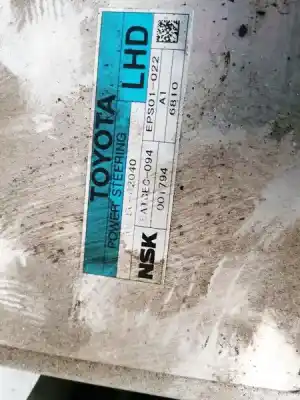 TOYOTA
POWER STEERING
LHD
NSK
EPS01-022
A1
001794
6810